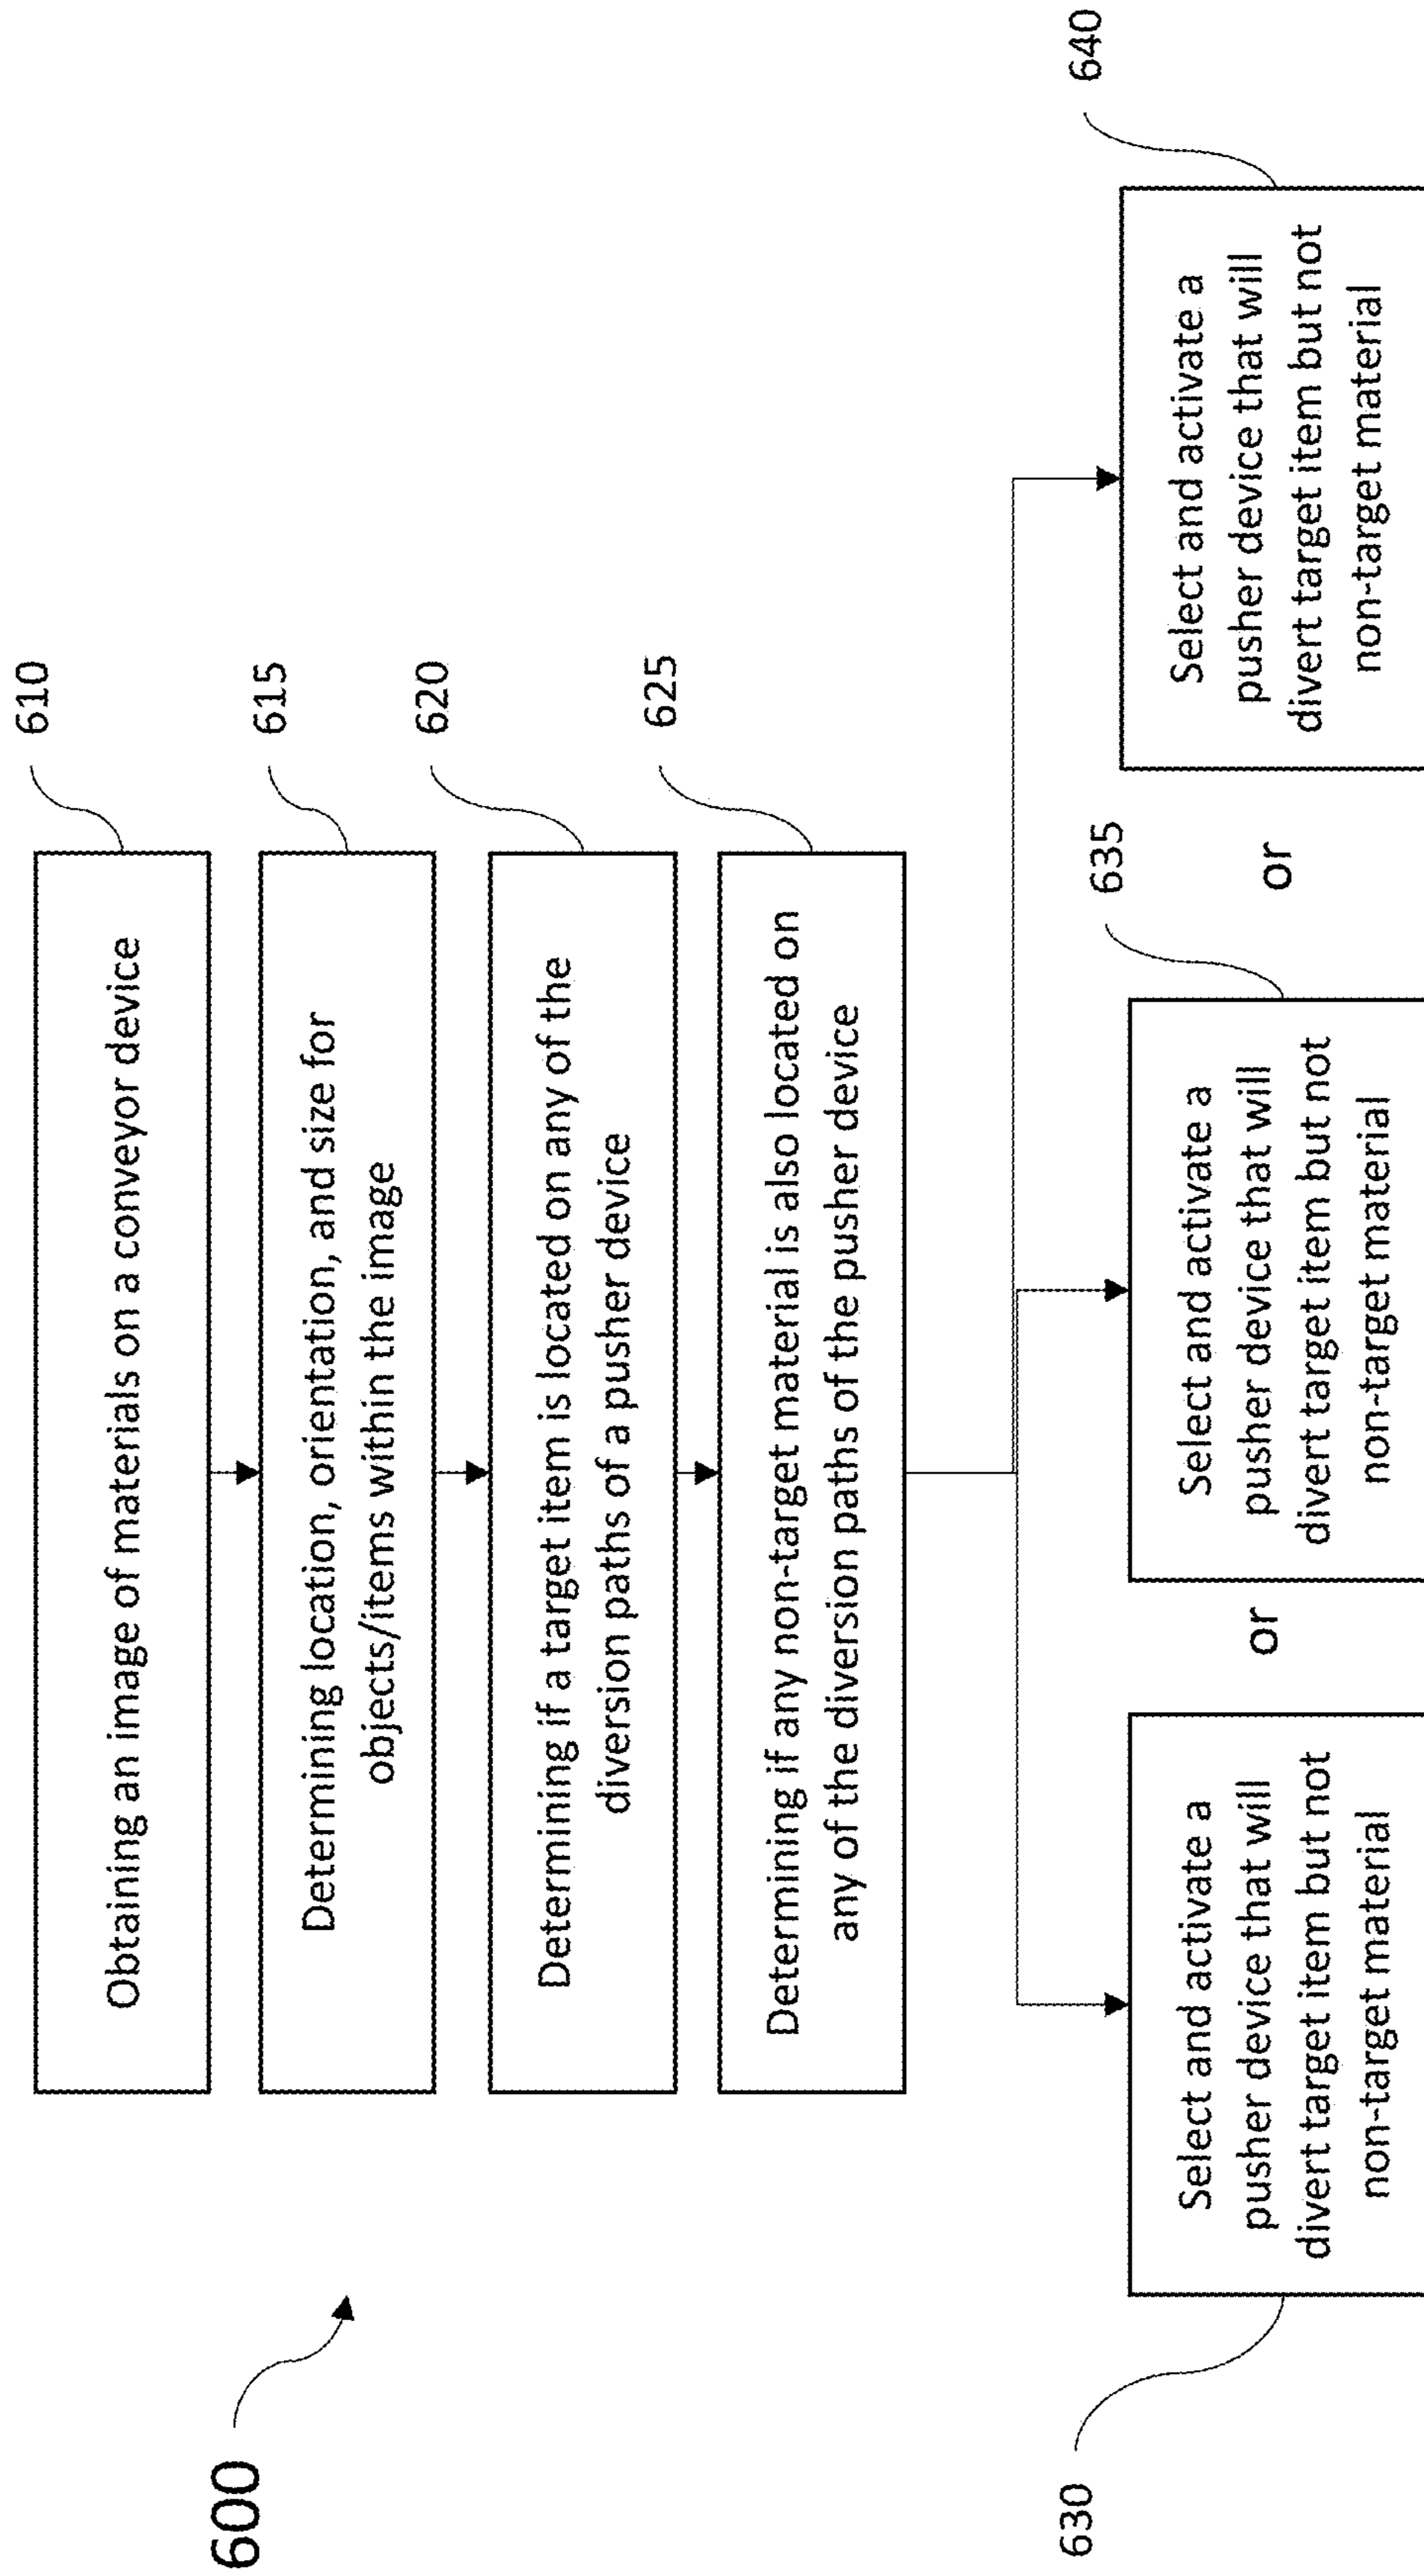 600
610
Obtaining an image of materials on a conveyor device
615
Determining location, orientation, and size for
objects/items within the image
620
Determining if a target item is located on any of the
diversion paths of a pusher device
625
Determining if any non-target material is also located on
any of the diversion paths of the pusher device
630
Select and activate a
pusher device that will
divert target item but not
non-target material
or
635
Select and activate a
pusher device that will
divert target item but not
non-target material
or
640
Select and activate a
pusher device that will
divert target item but not
non-target material